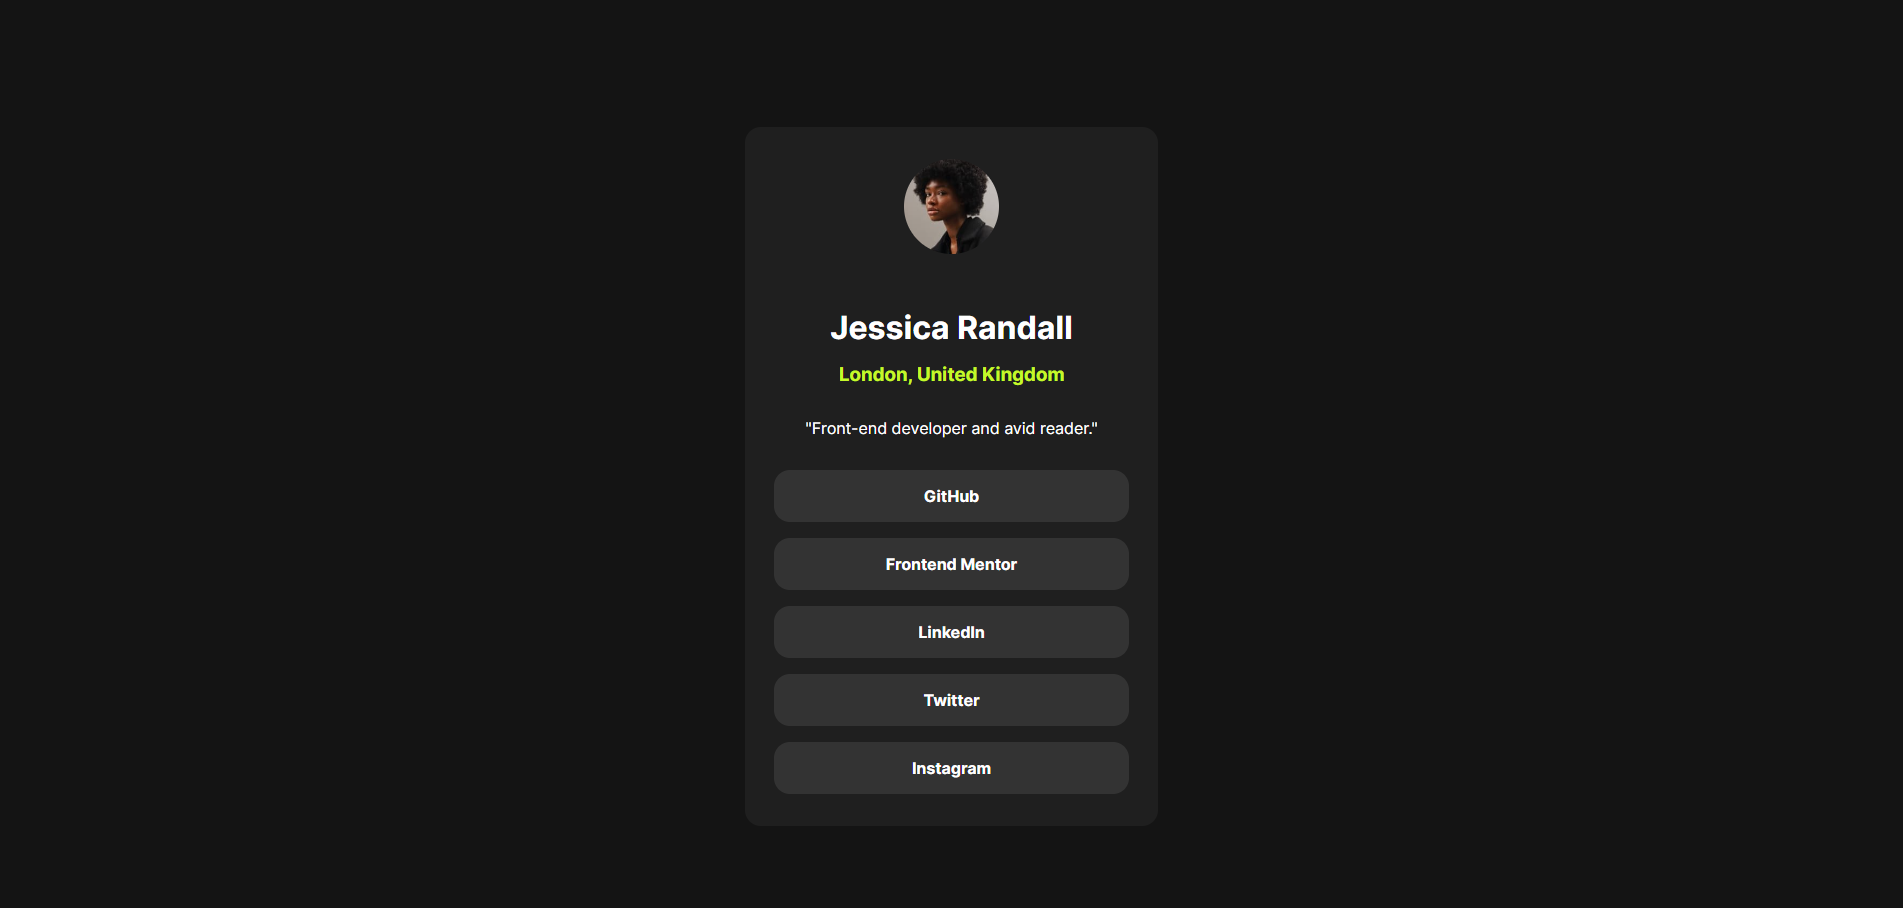 Jessica Randall
London, United Kingdom
"Front-end developer and avid reader."
GitHub
Frontend Mentor
LinkedIn
Twitter
Instagram